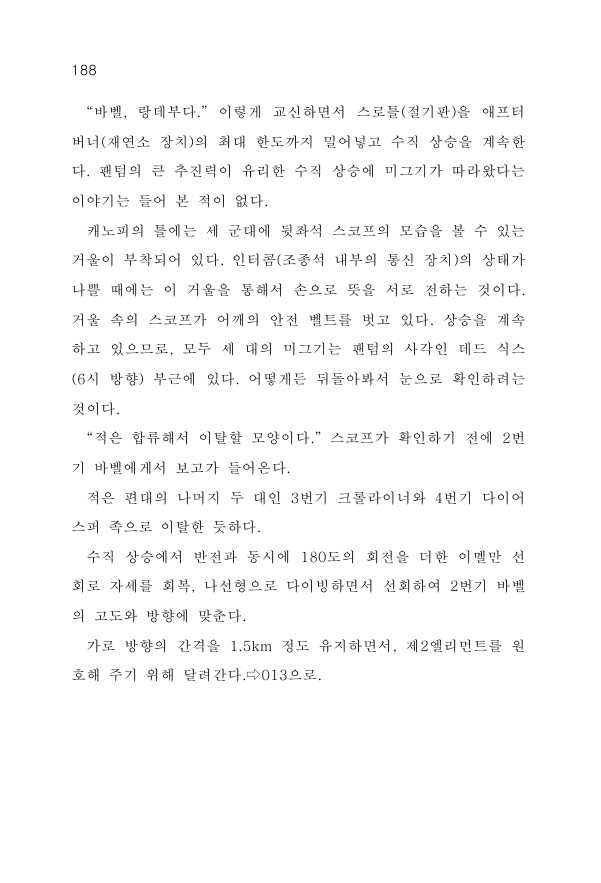 188
“바벨, 랑데부다.” 이렇게 교신하면서 스로틀(절기판)을 애프터
버너(재연소 장치)의 최대 한도까지 밀어넣고 수직 상승을 계속한
다. 팬텀의 큰 추진력이 유리한 수직 상승에 미그기가 따라왔다는
이야기는 들어 본 적이 없다.
캐노피의 틀에는 세 군대에 뒷좌석 스코프의 모습을 볼 수 있는
거울이 부착되어 있다. 인터콤(조종석 내부의 통신 장치)의 상태가
나쁠 때에는 이 거울을 통해서 손으로 뜻을 서로 전하는 것이다.
거울 속의 스코프가 어깨의 안전 벨트를 벗고 있다. 상승을 계속
하고 있으므로, 모두 세 대의 미그기는 팬텀의 사각인 데드 식스
(6시 방향) 부근에 있다. 어떻게든 뒤돌아봐서 눈으로 확인하려는
것이다.
“적은 합류해서 이탈할 모양이다.” 스코프가 확인하기 전에 2번
기 바벨에게서 보고가 들어온다.
적은 편대의 나머지 두 대인 3번기 크롤라이너와 4번기 다이어
스퍼 족으로 이탈한 듯하다.
수직 상승에서 반전과 동시에 180도의 회전을 더한 이멜만 선
회로 자세를 회복, 나선형으로 다이빙하면서 선회하여 2번기 바벨
의 고도와 방향에 맞춘다.
가로 방향의 간격을 1.5km 정도 유지하면서, 제2엘리먼트를 원
호해 주기 위해 달려간다.⇨013으로.